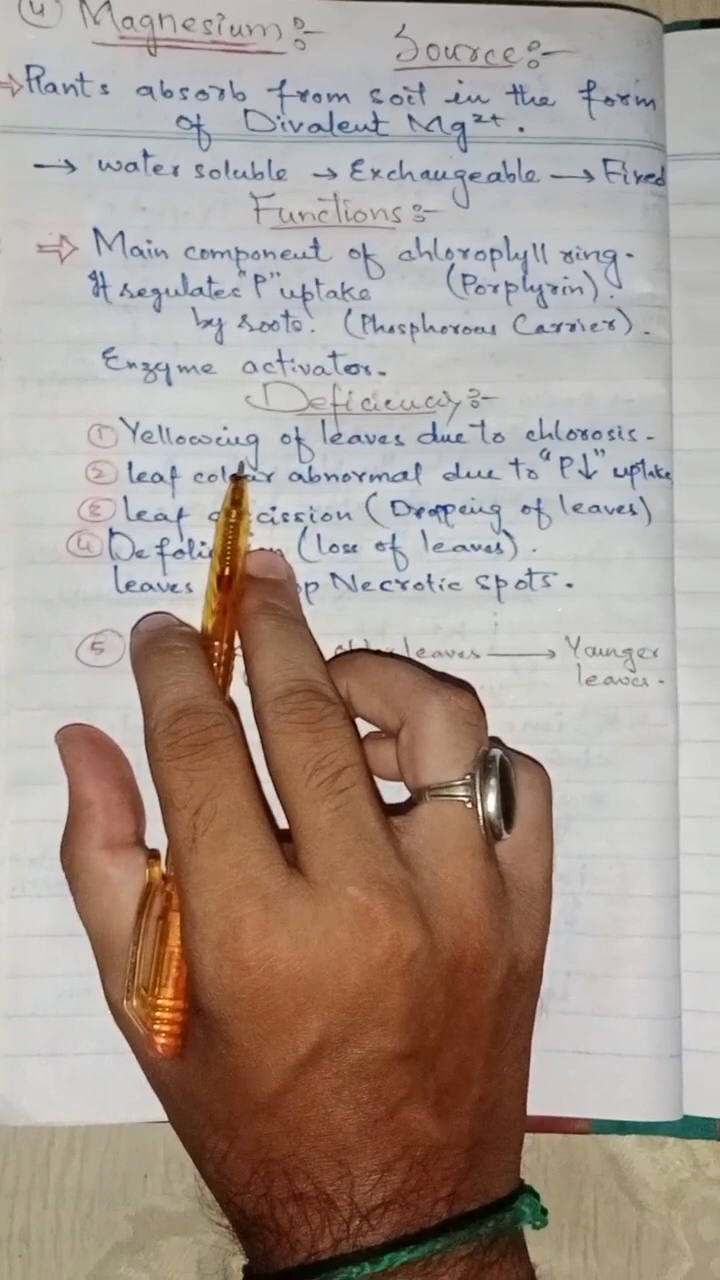 4 Magnesium:- Source:-
⇒ Plants absorb from soil in the form
of Divalent Mg²⁺.
→ water soluble → Exchangeable → Fixed
Functions:-
⇒ Main component of chlorophyll ring.
It regulates "P" uptake (Porplyrin).
by roots. (Phosphorous Carrier).
Enzyme activator.
Deficiency:-
① Yellowing of leaves due to chlorosis.
② leaf colour abnormal due to "P↓" uptake
③ Leaf (Dropping of leaves)
④ (loss of leaves).
leaves Necrotic spots.
⑤ leaves → Younger
leaves.